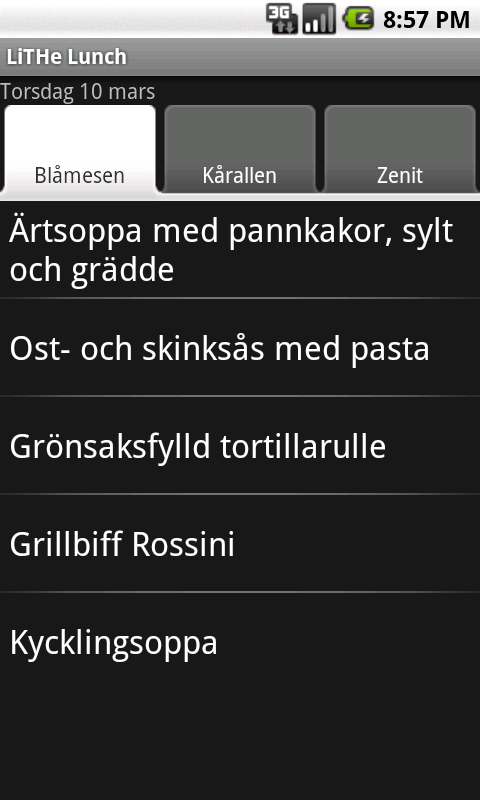 3G 8:57 PM
LiTHe Lunch
Torsdag 10 mars
Blåmesen Kårallen Zenit
Ärtsoppa med pannkakor, sylt
och grädde
Ost- och skinksås med pasta
Grönsaksfylld tortillarulle
Grillbiff Rossini
Kycklingsoppa